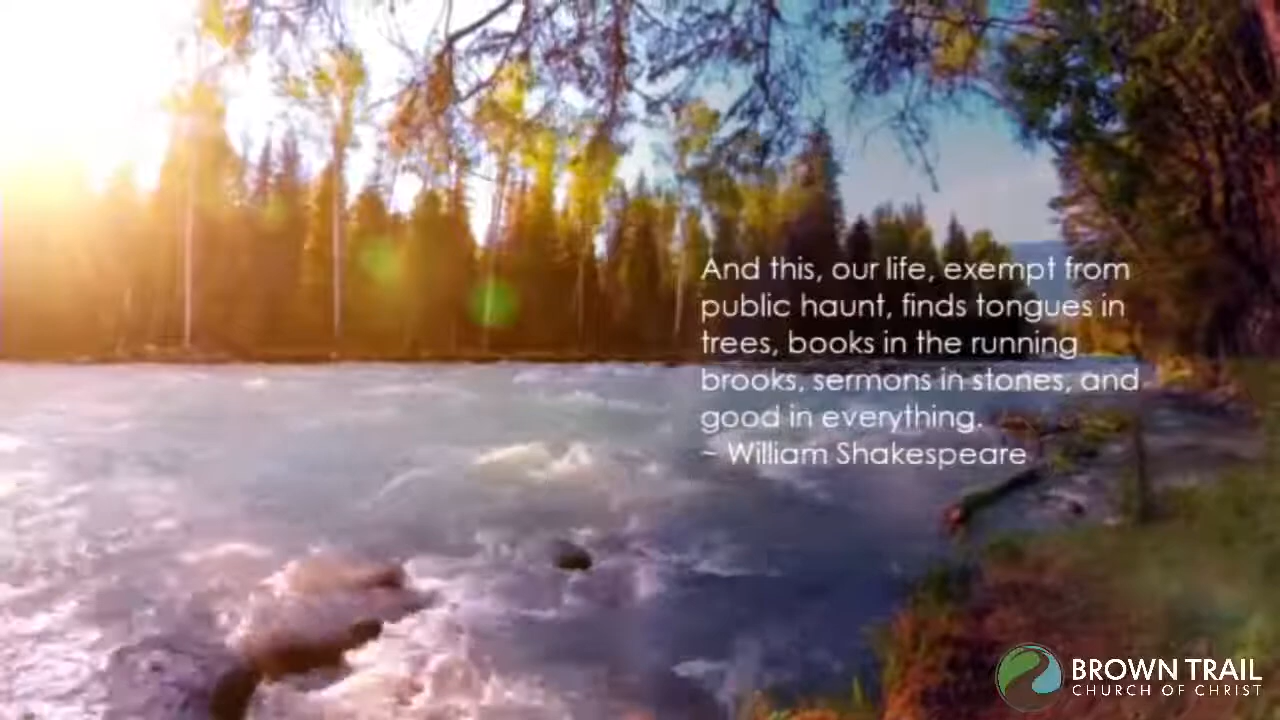 And this, our life, exempt from
public haunt, finds tongues in
trees, books in the running
brooks, sermons in stones, and
good in everything.
~ William Shakespeare
BROWN TRAIL
CHURCH OF CHRIST